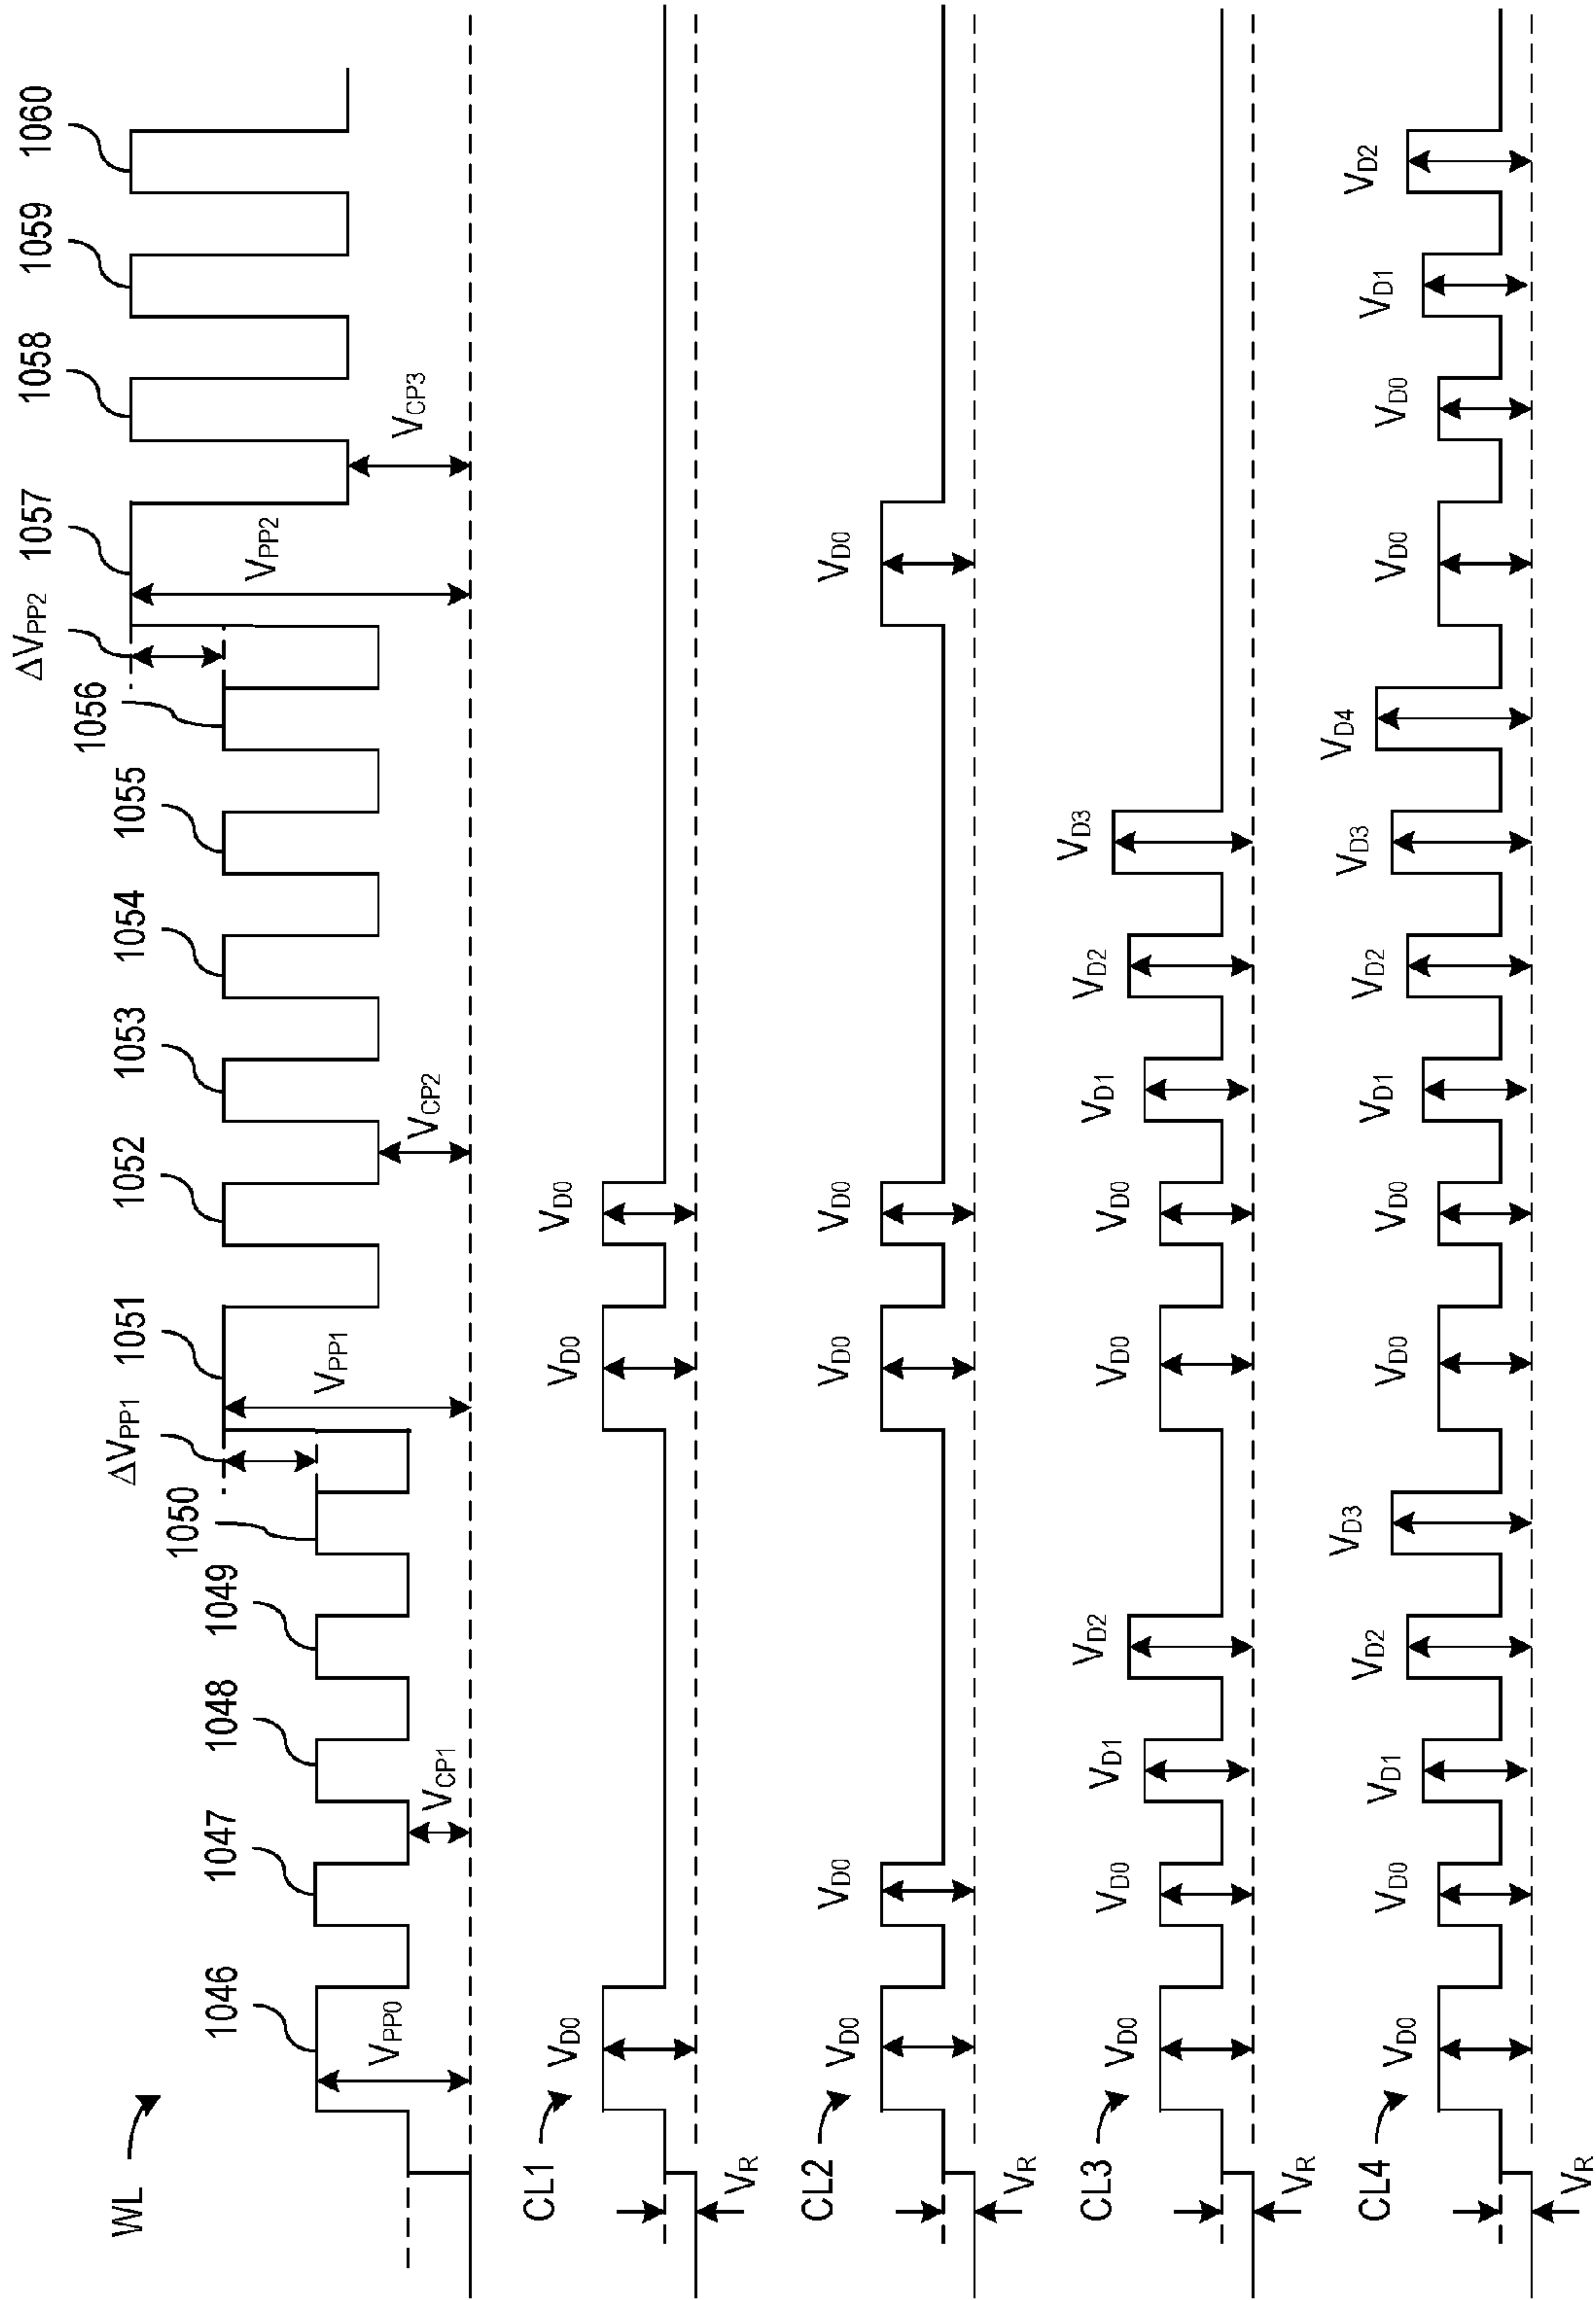 WL
1046
1047
1048
1049
1050
ΔVPP1
1051
1052
1053
1054
1055
1056
ΔVPP2
1057
1058
1059
1060
VPP0
VCP1
VPP1
VCP2
VPP2
VCP3
CL1
VR
VD0
VD0
VD0
CL2
VR
VD0
VD0
VD0
VD0
VD0
CL3
VR
VD0
VD0
VD1
VD2
VD0
VD0
VD1
VD2
VD3
CL4
VR
VD0
VD0
VD1
VD2
VD3
VD0
VD0
VD1
VD2
VD3
VD4
VD0
VD0
VD1
VD2